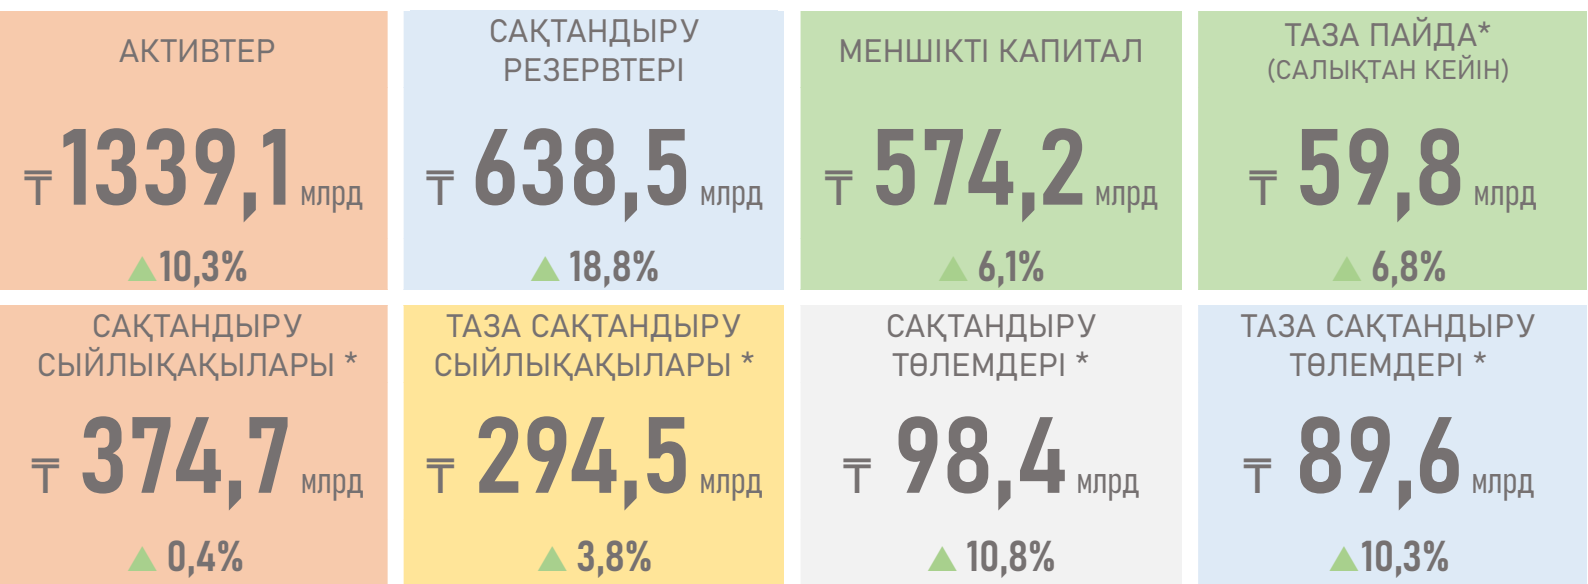 АКТИВТЕР
₸ 1339,1 млрд
▲ 10,3%
САҚТАНДЫРУ
РЕЗЕРВТЕРІ
₸ 638,5 млрд
▲ 18,8%
МЕНШІКТІ КАПИТАЛ
₸ 574,2 млрд
▲ 6,1%
ТАЗА ПАЙДА*
(САЛЫҚТАН КЕЙІН)
₸ 59,8 млрд
▲ 6,8%
САҚТАНДЫРУ
СЫЙЛЫҚАҚЫЛАРЫ *
₸ 374,7 млрд
▲ 0,4%
ТАЗА САҚТАНДЫРУ
СЫЙЛЫҚАҚЫЛАРЫ *
₸ 294,5 млрд
▲ 3,8%
САҚТАНДЫРУ
ТӨЛЕМДЕРІ *
₸ 98,4 млрд
▲ 10,8%
ТАЗА САҚТАНДЫРУ
ТӨЛЕМДЕРІ *
₸ 89,6 млрд
▲ 10,3%